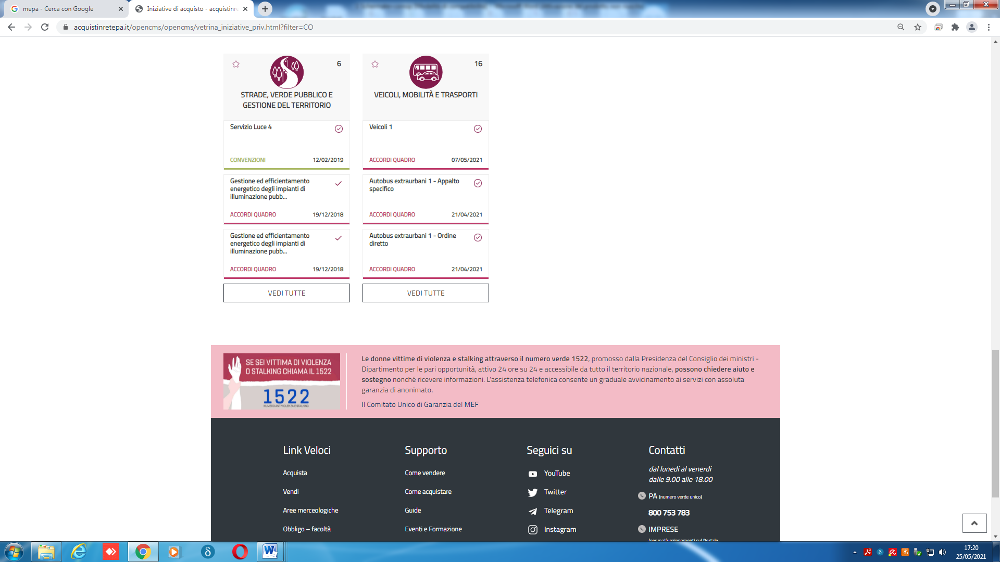 mepa - Cerca con Google
Iniziative di acquisto - acquistinre
acquistinretepa.it/opencms/opencms/vetrina_iniziative_priv.html?filter=CO
6
STRADE, VERDE PUBBLICO E
GESTIONE DEL TERRITORIO
Servizio Luce 4
CONVENZIONI 12/02/2019
Gestione ed efficientamento
energetico degli impianti di
illuminazione pubb...
ACCORDI QUADRO 19/12/2018
Gestione ed efficientamento
energetico degli impianti di
illuminazione pubb...
ACCORDI QUADRO 19/12/2018
VEDI TUTTE
16
VEICOLI, MOBILITÀ E TRASPORTI
Veicoli 1
ACCORDI QUADRO 07/05/2021
Autobus extraurbani 1 - Appalto
specifico
ACCORDI QUADRO 21/04/2021
Autobus extraurbani 1 - Ordine
diretto
ACCORDI QUADRO 21/04/2021
VEDI TUTTE
SE SEI VITTIMA DI VIOLENZA
O STALKING CHIAMA IL 1522
1522
NUMERO ANTIVIOLENZA E STALKING
Le donne vittime di violenza e stalking attraverso il numero verde 1522, promosso dalla Presidenza del Consiglio dei ministri -
Dipartimento per le pari opportunità, attivo 24 ore su 24 e accessibile da tutto il territorio nazionale, possono chiedere aiuto e
sostegno nonché ricevere informazioni. L'assistenza telefonica consente un graduale avvicinamento ai servizi con assoluta
garanzia di anonimato.
Il Comitato Unico di Garanzia del MEF
Link Veloci
Acquista
Vendi
Aree merceologiche
Obbligo – facoltà
Supporto
Come vendere
Come acquistare
Guide
Eventi e Formazione
Seguici su
YouTube
Twitter
Telegram
Instagram
Contatti
dal lunedì al venerdì
dalle 9.00 alle 18.00
PA (numero verde unico)
800 753 783
IMPRESE
(per malfunzionamenti sul Portale
17:20
25/05/2021